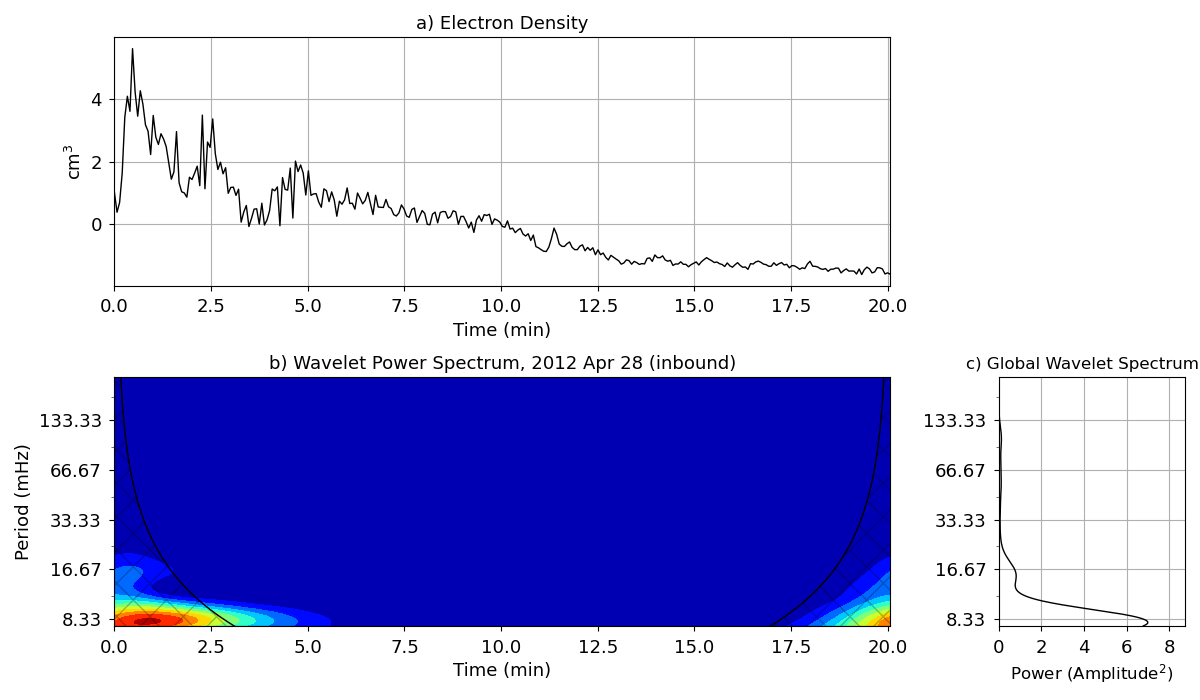 a) Electron Density
cm³
4
2
0
0.0 2.5 5.0 7.5 10.0 12.5 15.0 17.5 20.0
Time (min)
b) Wavelet Power Spectrum, 2012 Apr 28 (inbound)
Period (mHz)
133.33
66.67
33.33
16.67
8.33
0.0 2.5 5.0 7.5 10.0 12.5 15.0 17.5 20.0
Time (min)
c) Global Wavelet Spectrum
133.33
66.67
33.33
16.67
8.33
0 2 4 6 8
Power (Amplitude²)